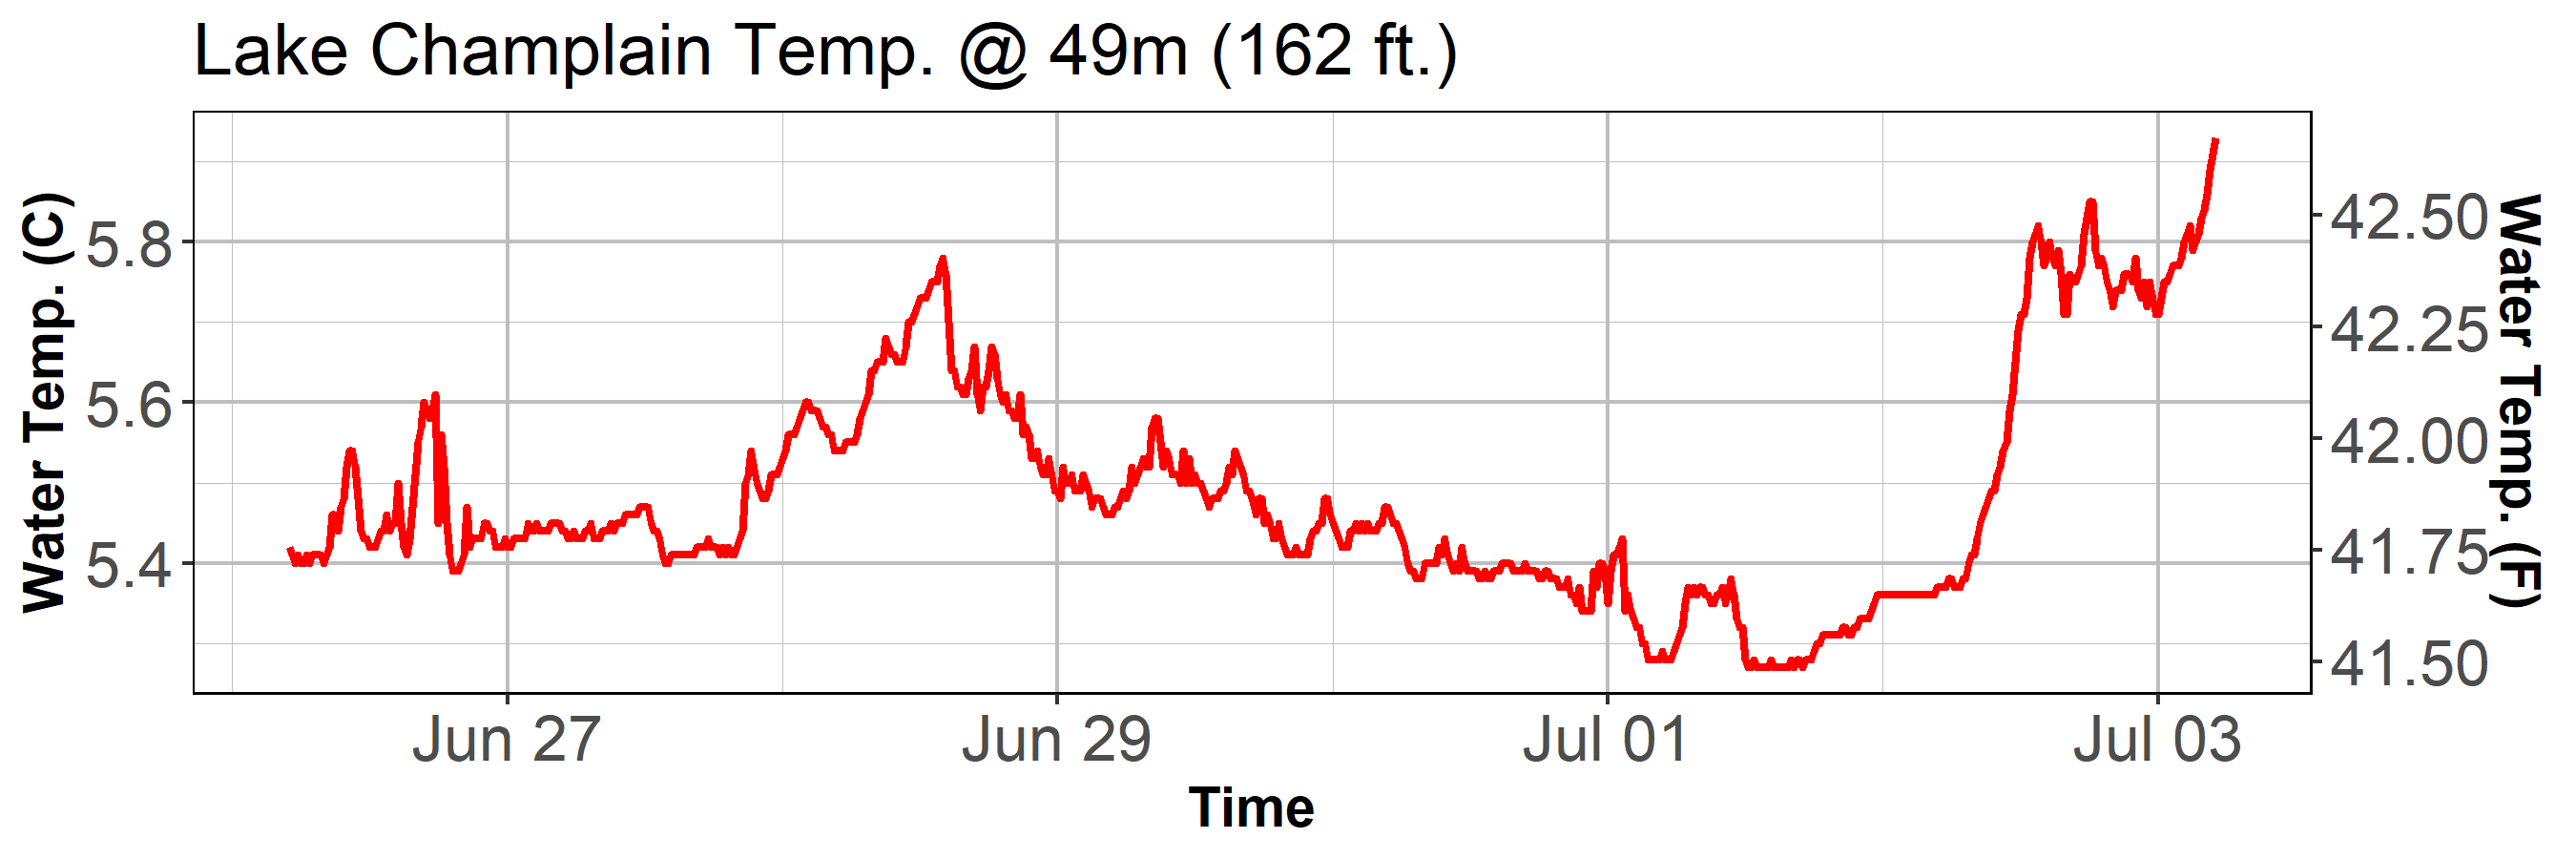 Lake Champlain Temp. @ 49m (162 ft.)
Water Temp. (C)
5.8
5.6
5.4
42.50
42.25
42.00
41.75
41.50
Water Temp. (F)
Jun 27
Jun 29
Jul 01
Jul 03
Time